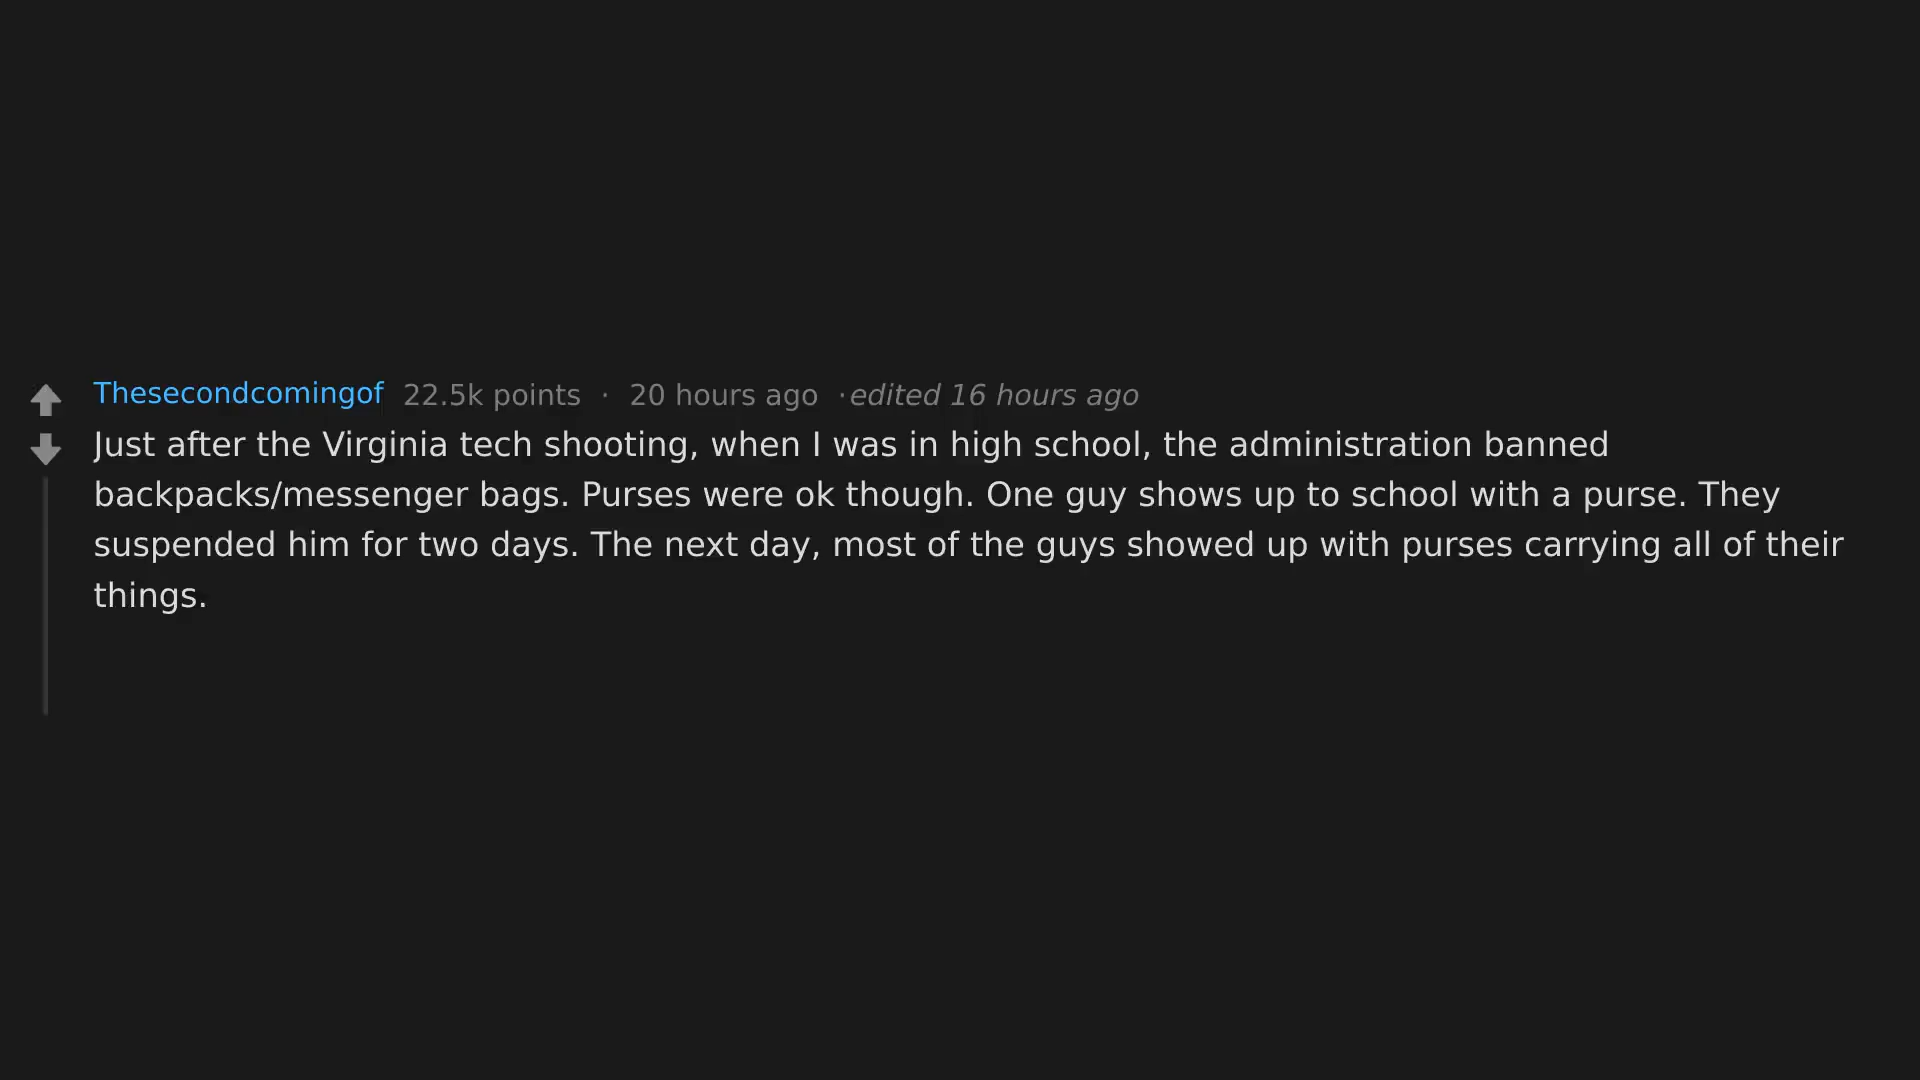 Thesecondcomingof 22.5k points · 20 hours ago ·edited 16 hours ago
Just after the Virginia tech shooting, when I was in high school, the administration banned
backpacks/messenger bags. Purses were ok though. One guy shows up to school with a purse. They
suspended him for two days. The next day, most of the guys showed up with purses carrying all of their
things.